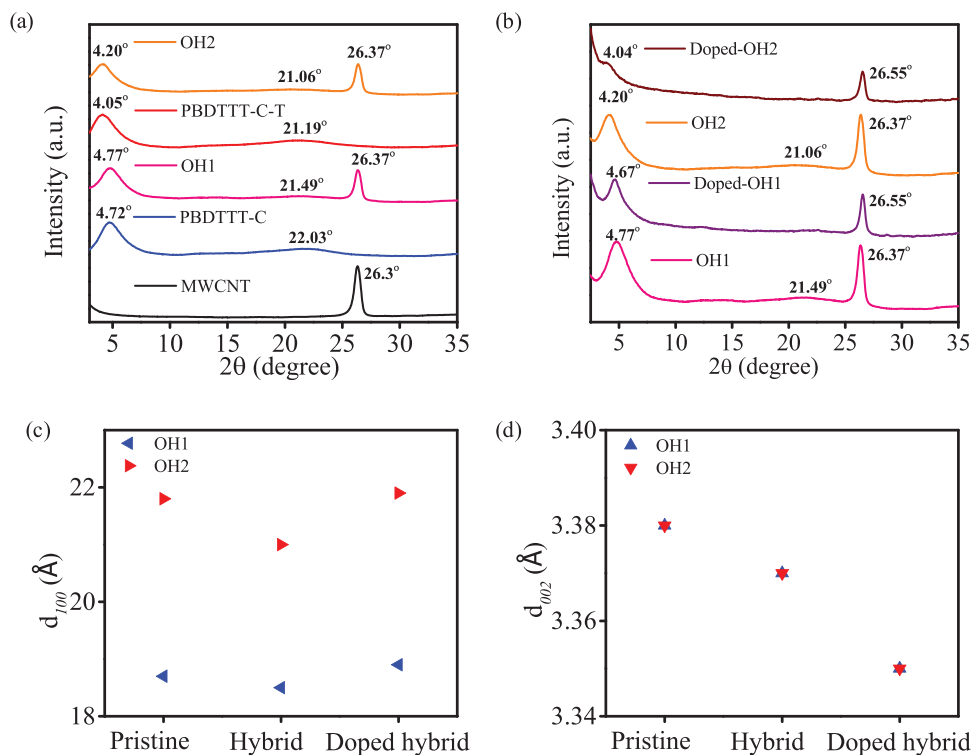 (a)
OH2
4.20°
26.37°
21.06°
4.05°
PBDTTT-C-T
21.19°
4.77°
OH1
26.37°
21.49°
4.72°
PBDTTT-C
22.03°
26.3°
MWCNT
Intensity (a.u.)
5 10 15 20 25 30 35
2θ (degree)
(b)
Doped-OH2
4.04°
26.55°
4.20°
OH2
26.37°
21.06°
4.67°
Doped-OH1
26.55°
4.77°
OH1
26.37°
21.49°
Intensity (a.u.)
5 10 15 20 25 30 35
2θ (degree)
(c)
OH1
OH2
22
20
18
d100 (Å)
Pristine Hybrid Doped hybrid
(d)
OH1
OH2
3.40
3.38
3.36
3.34
d002 (Å)
Pristine Hybrid Doped hybrid